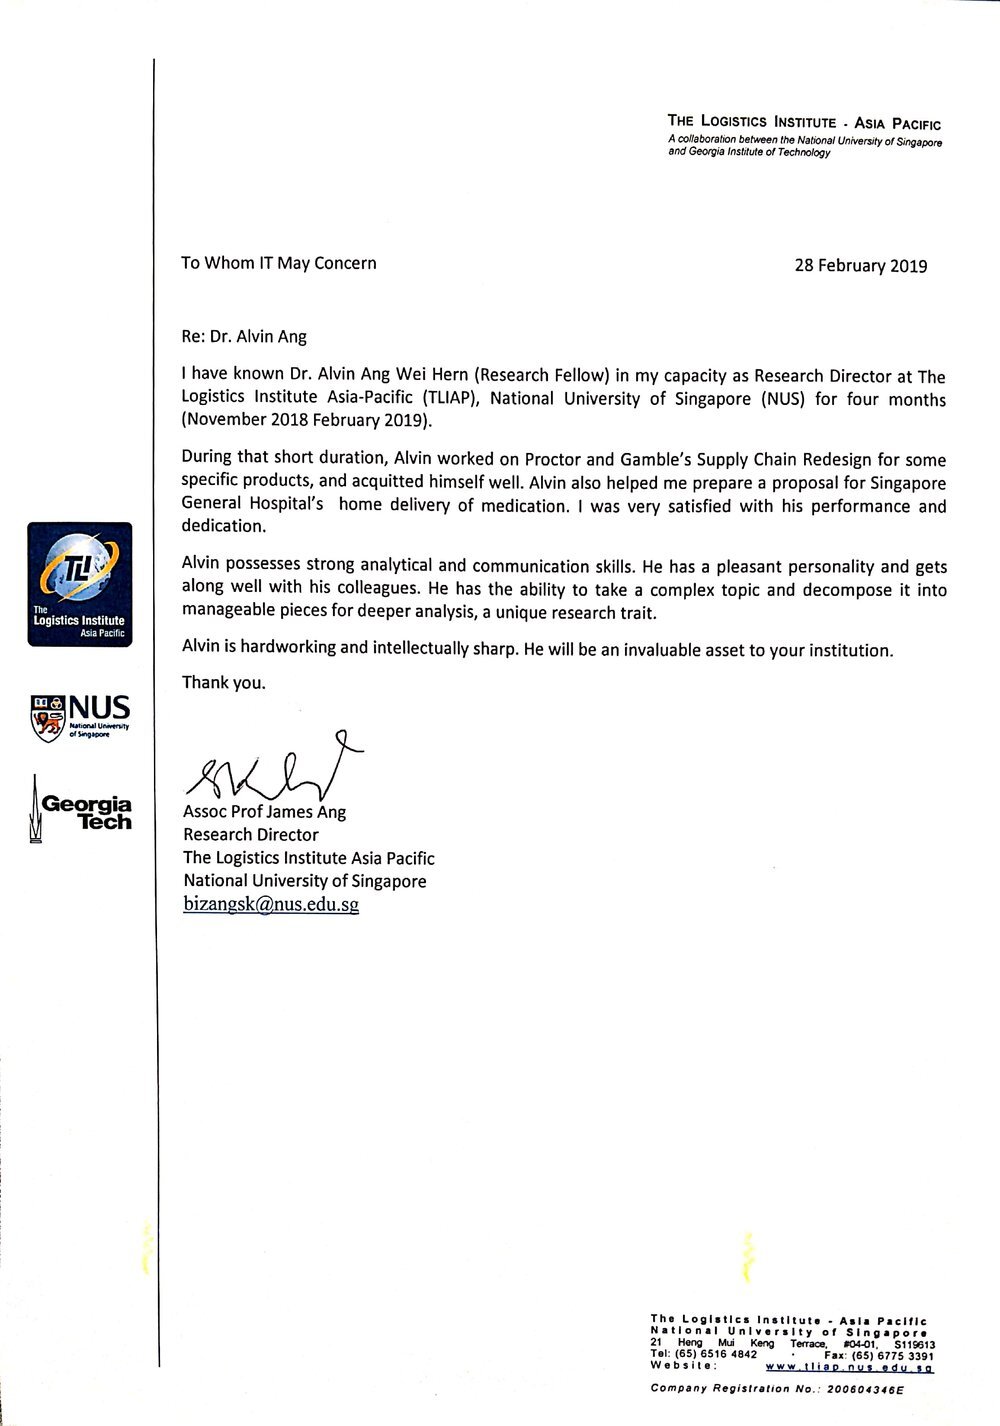 THE LOGISTICS INSTITUTE - ASIA PACIFIC
A collaboration between the National University of Singapore
and Georgia Institute of Technology
To Whom IT May Concern 28 February 2019
Re: Dr. Alvin Ang
I have known Dr. Alvin Ang Wei Hern (Research Fellow) in my capacity as Research Director at The
Logistics Institute Asia-Pacific (TLIAP), National University of Singapore (NUS) for four months
(November 2018 February 2019).
During that short duration, Alvin worked on Proctor and Gamble's Supply Chain Redesign for some
specific products, and acquitted himself well. Alvin also helped me prepare a proposal for Singapore
General Hospital's home delivery of medication. I was very satisfied with his performance and
dedication.
Alvin possesses strong analytical and communication skills. He has a pleasant personality and gets
along well with his colleagues. He has the ability to take a complex topic and decompose it into
manageable pieces for deeper analysis, a unique research trait.
Alvin is hardworking and intellectually sharp. He will be an invaluable asset to your institution.
Thank you.
Assoc Prof James Ang
Research Director
The Logistics Institute Asia Pacific
National University of Singapore
bizangsk@nus.edu.sg
TLI
The
Logistics Institute
Asia Pacific
NUS
National University
of Singapore
Georgia
Tech
The Logistics Institute - Asia Pacific
National University of Singapore
21 Heng Mui Keng Terrace, #04-01, S119613
Tel: (65) 6516 4842 · Fax: (65) 6775 3391
Website: www.tliap.nus.edu.sg
Company Registration No.: 200604346E